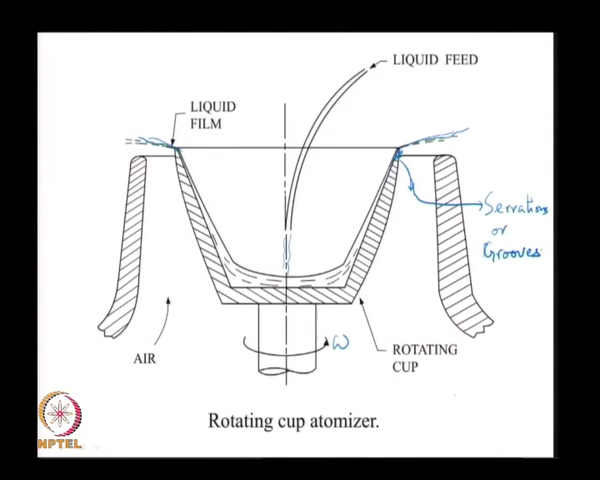 LIQUID FEED
LIQUID
FILM
Serrations
or
Grooves
ω
AIR
ROTATING
CUP
Rotating cup atomizer.
NPTEL